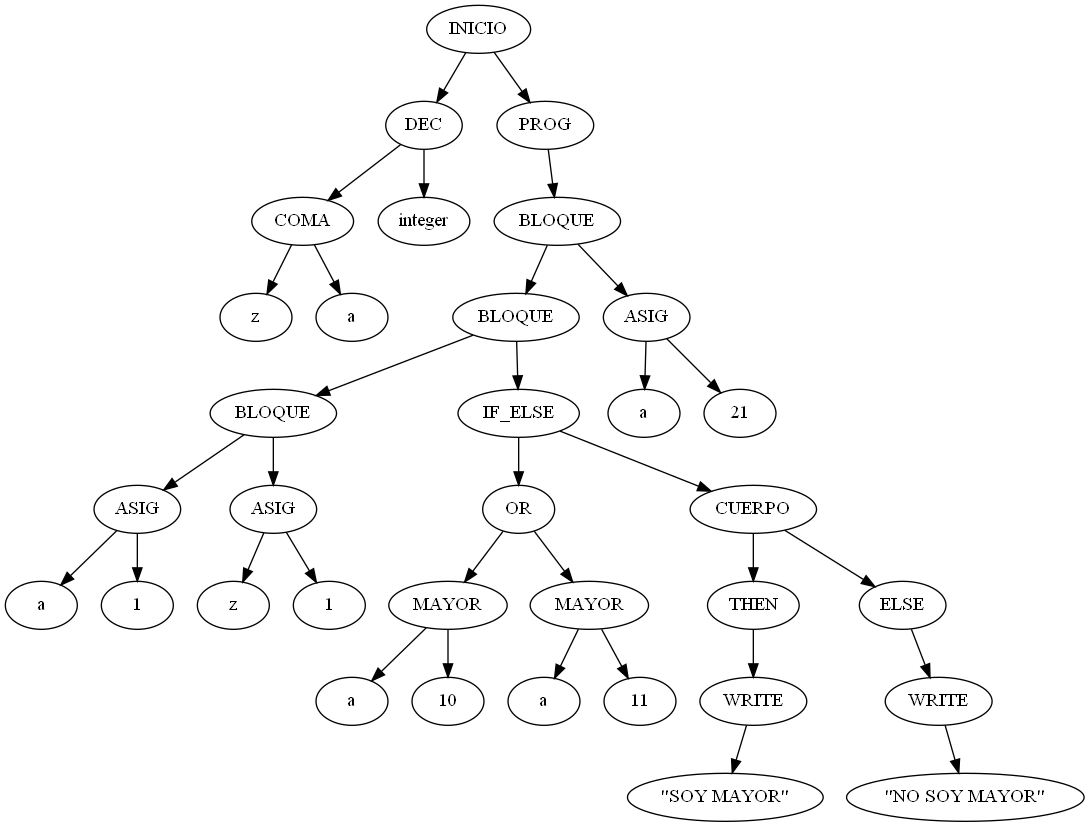 INICIO
DEC PROG
COMA integer BLOQUE
z a BLOQUE ASIG
BLOQUE IF_ELSE a 21
ASIG ASIG OR CUERPO
a 1 z 1 MAYOR MAYOR THEN ELSE
a 10 a 11 WRITE WRITE
"SOY MAYOR" "NO SOY MAYOR"